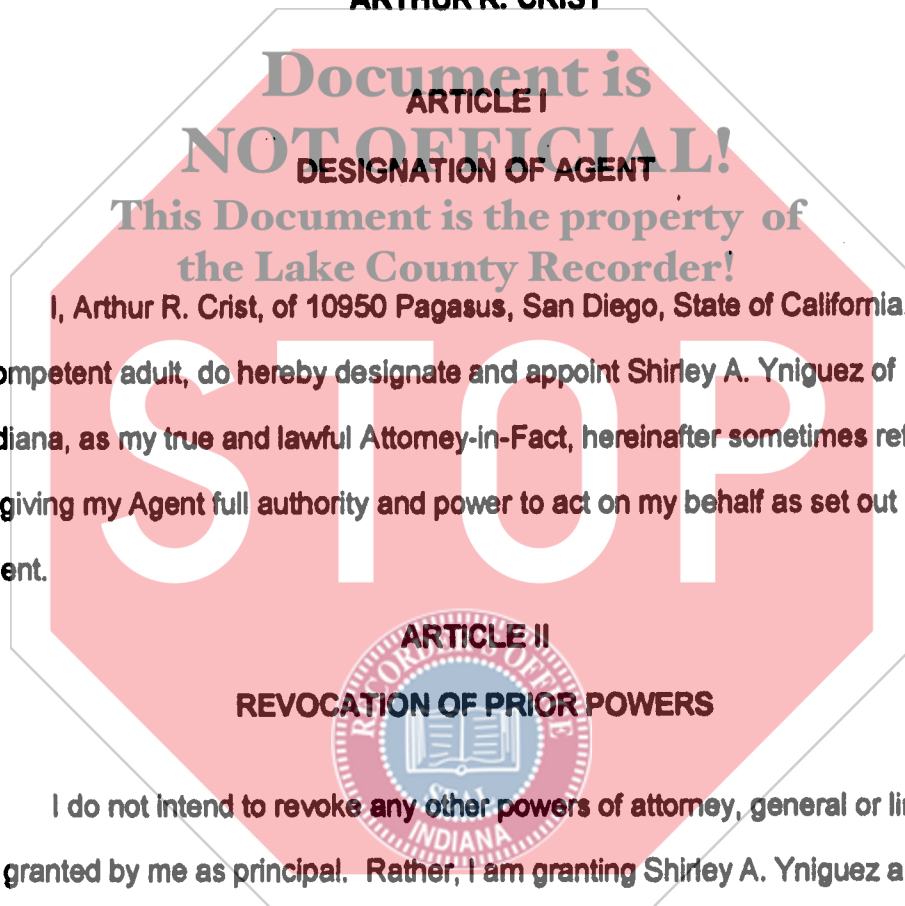 ARTHUR R. CRIST
Document is
ARTICLE I
NOT OFFICIAL!
DESIGNATION OF AGENT
This Document is the property of
the Lake County Recorder!
I, Arthur R. Crist, of 10950 Pagasus, San Diego, State of California
ompetent adult, do hereby designate and appoint Shirley A. Yniguez of
diana, as my true and lawful Attorney-in-Fact, hereinafter sometimes ref
giving my Agent full authority and power to act on my behalf as set out
ent.
STOP
ARTICLE II
REVOCATION OF PRIOR POWERS
RECORDER'S OFFICE
SEAL
INDIANA
I do not intend to revoke any other powers of attorney, general or li
granted by me as principal. Rather, I am granting Shirley A. Yniguez a